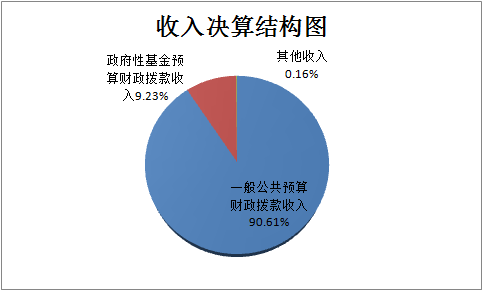 收入决算结构图
政府性基金预
算财政拨款收
入9.23%
其他收入
0.16%
一般公共预算
财政拨款收入
90.61%